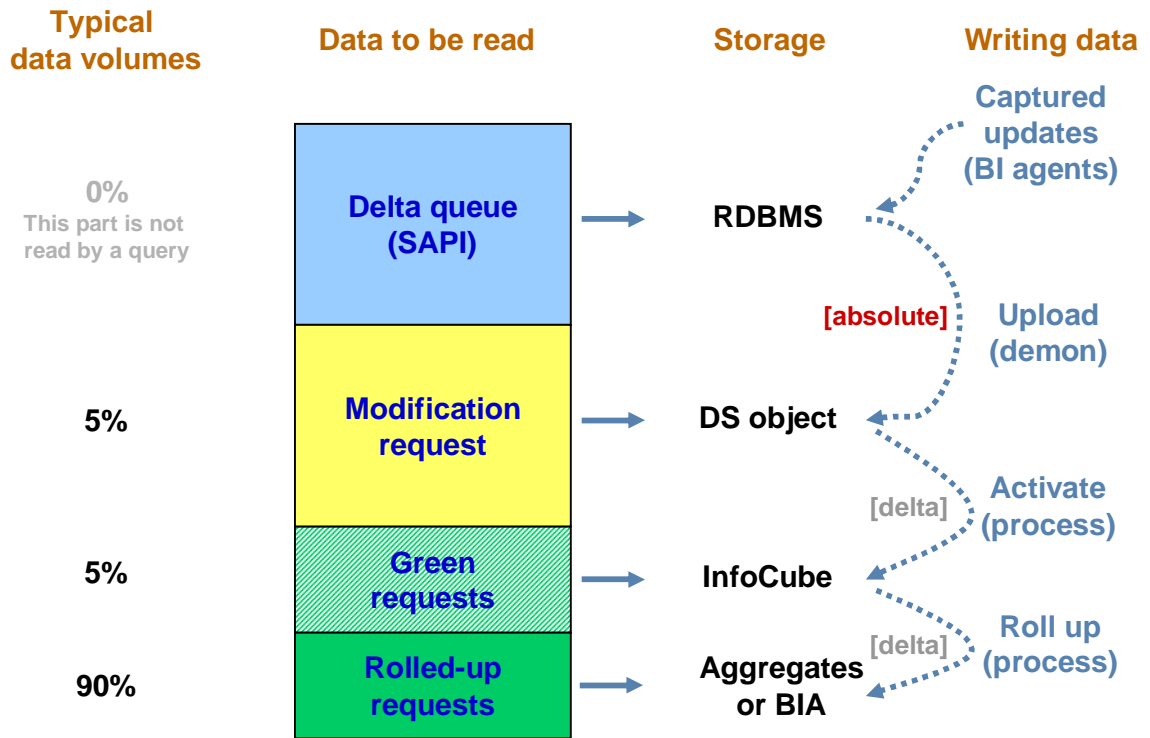 Typical
data volumes
Data to be read
Storage
Writing data
Captured
updates
(BI agents)
0%
This part is not
read by a query
Delta queue
(SAPI)
RDBMS
[absolute]
Upload
(demon)
5%
Modification
request
DS object
[delta]
Activate
(process)
5%
Green
requests
InfoCube
[delta]
Roll up
(process)
90%
Rolled-up
requests
Aggregates
or BIA